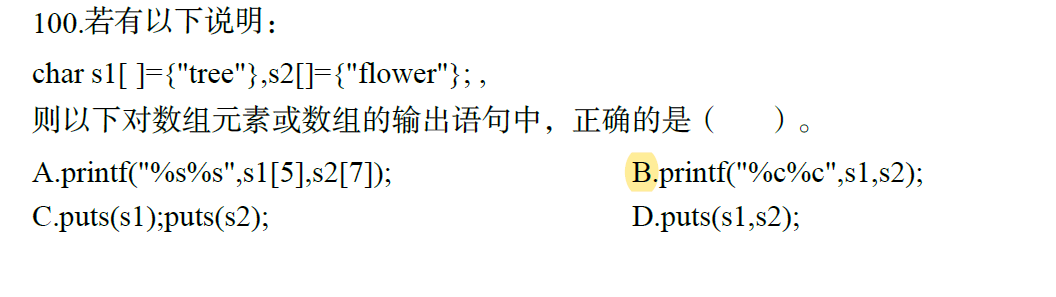 100.若有以下说明：
char s1[ ]={"tree"},s2[]={"flower"}; ,
则以下对数组元素或数组的输出语句中，正确的是（　　）。
A.printf("%s%s",s1[5],s2[7]); B.printf("%c%c",s1,s2);
C.puts(s1);puts(s2); D.puts(s1,s2);